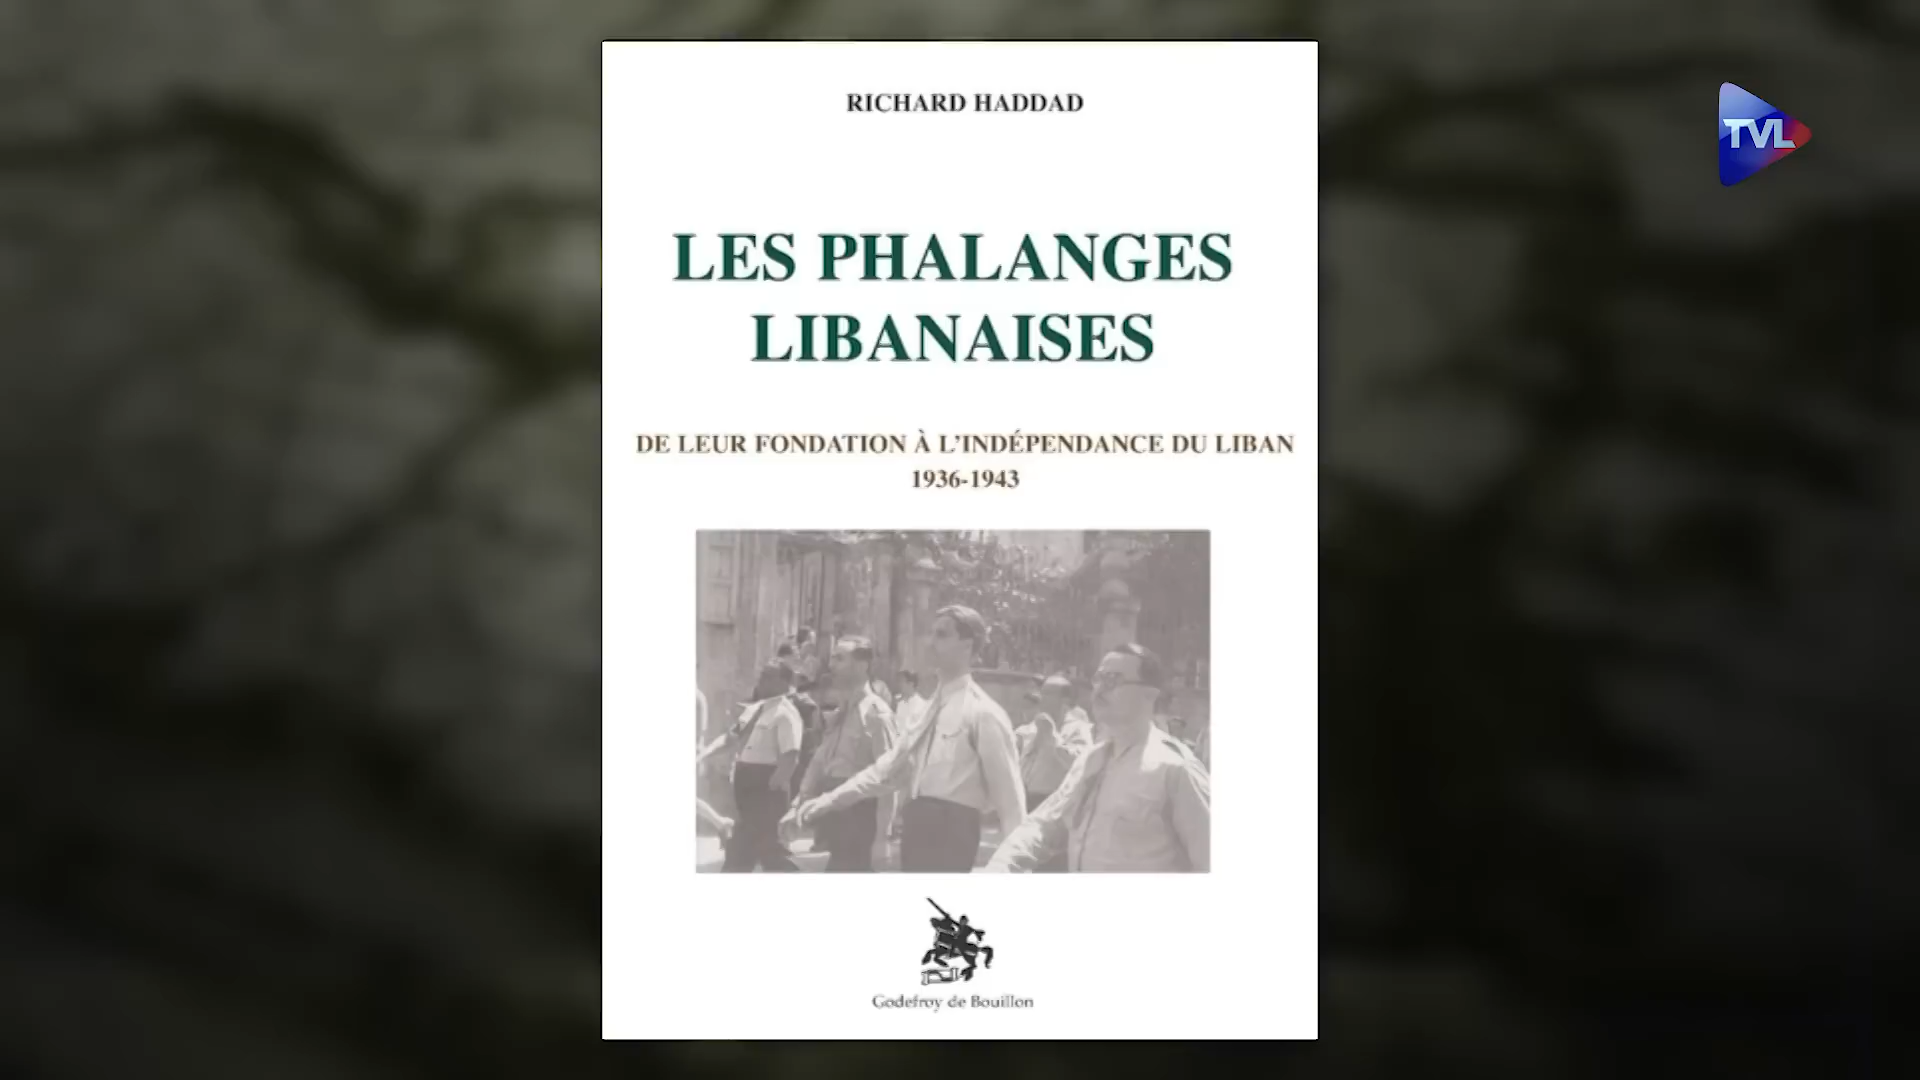 RICHARD HADDAD
TVL
LES PHALANGES
LIBANAISES
DE LEUR FONDATION À L'INDÉPENDANCE DU LIBAN
1936-1943
Godefroy de Bouillon